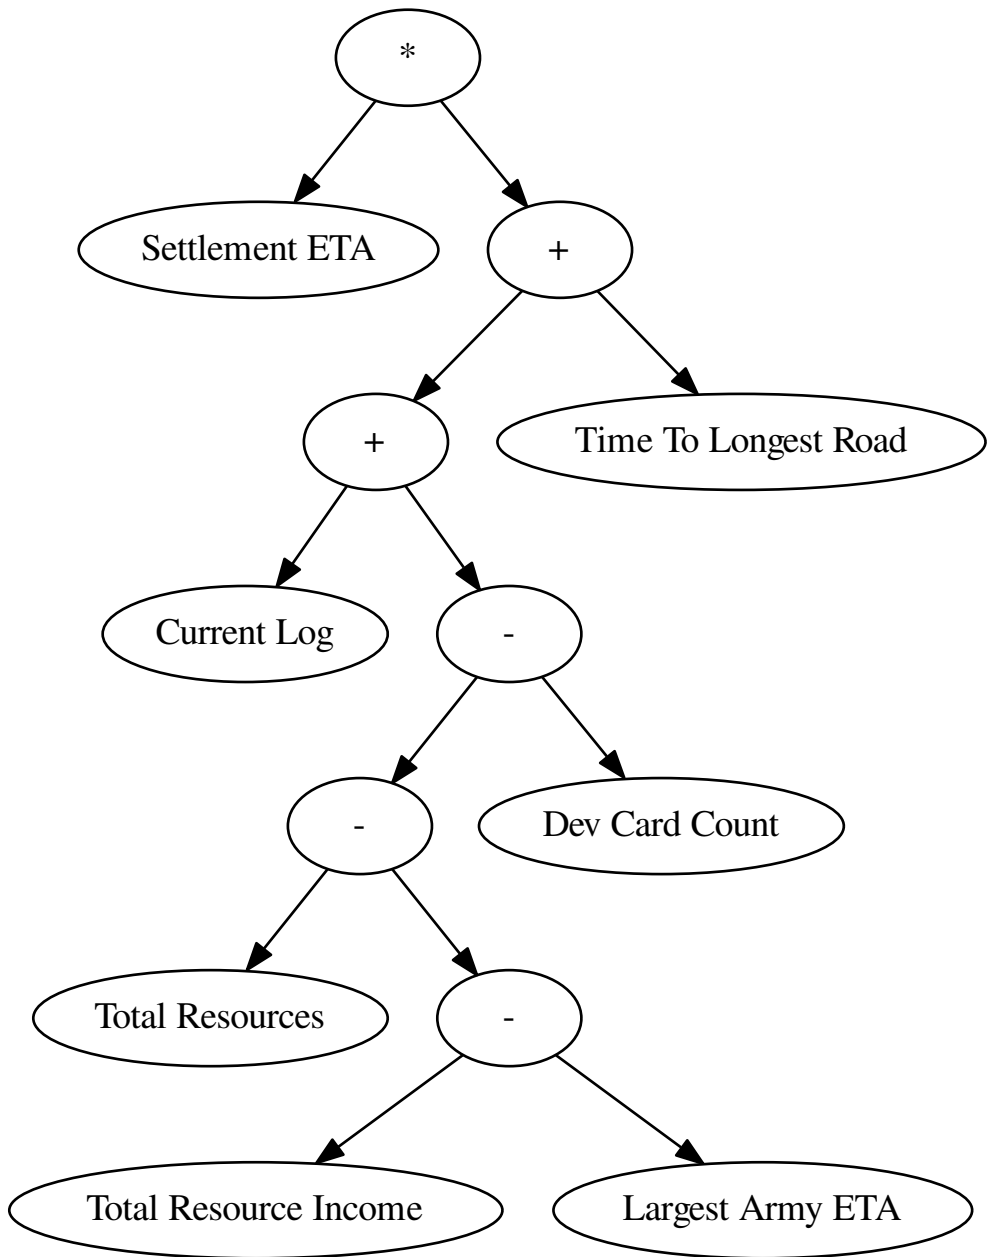 *
Settlement ETA
+
+
Time To Longest Road
Current Log
-
-
Dev Card Count
Total Resources
-
Total Resource Income
Largest Army ETA